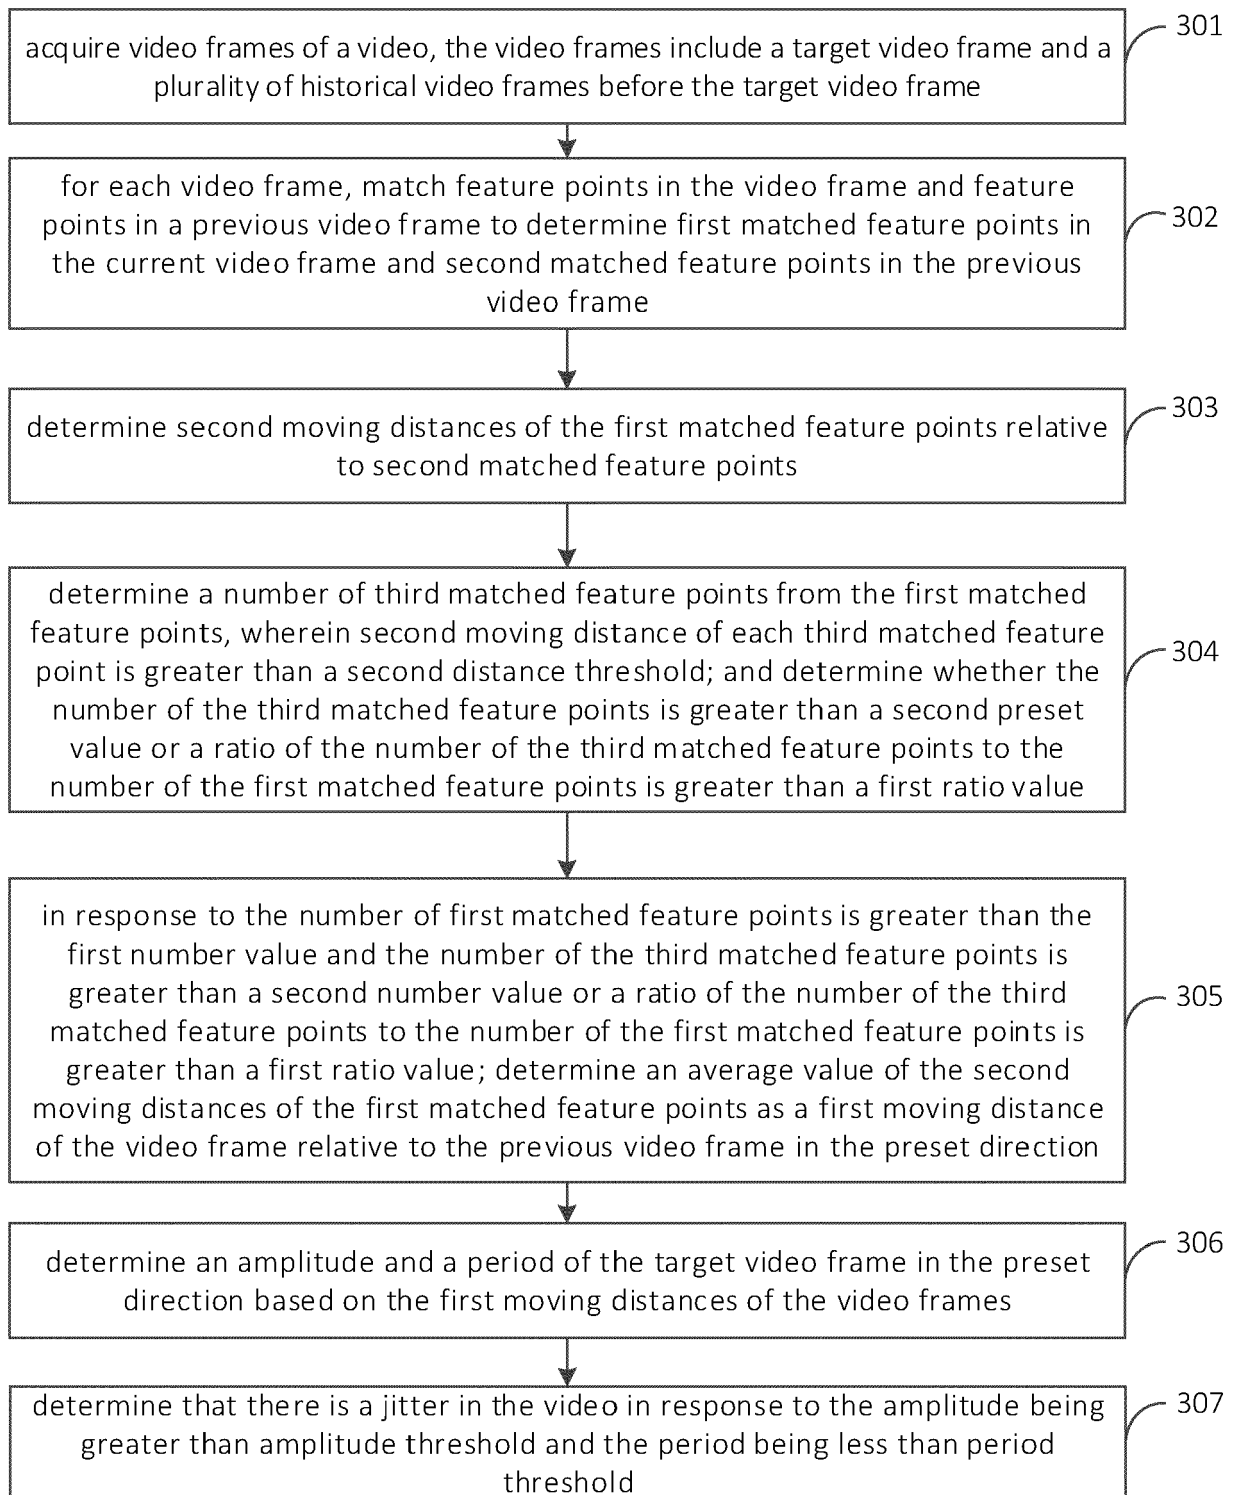 acquire video frames of a video, the video frames include a target video frame and a
plurality of historical video frames before the target video frame
301
for each video frame, match feature points in the video frame and feature
points in a previous video frame to determine first matched feature points in
the current video frame and second matched feature points in the previous
video frame
302
determine second moving distances of the first matched feature points relative
to second matched feature points
303
determine a number of third matched feature points from the first matched
feature points, wherein second moving distance of each third matched feature
point is greater than a second distance threshold; and determine whether the
number of the third matched feature points is greater than a second preset
value or a ratio of the number of the third matched feature points to the
number of the first matched feature points is greater than a first ratio value
304
in response to the number of first matched feature points is greater than the
first number value and the number of the third matched feature points is
greater than a second number value or a ratio of the number of the third
matched feature points to the number of the first matched feature points is
greater than a first ratio value; determine an average value of the second
moving distances of the first matched feature points as a first moving distance
of the video frame relative to the previous video frame in the preset direction
305
determine an amplitude and a period of the target video frame in the preset
direction based on the first moving distances of the video frames
306
determine that there is a jitter in the video in response to the amplitude being
greater than amplitude threshold and the period being less than period
threshold
307